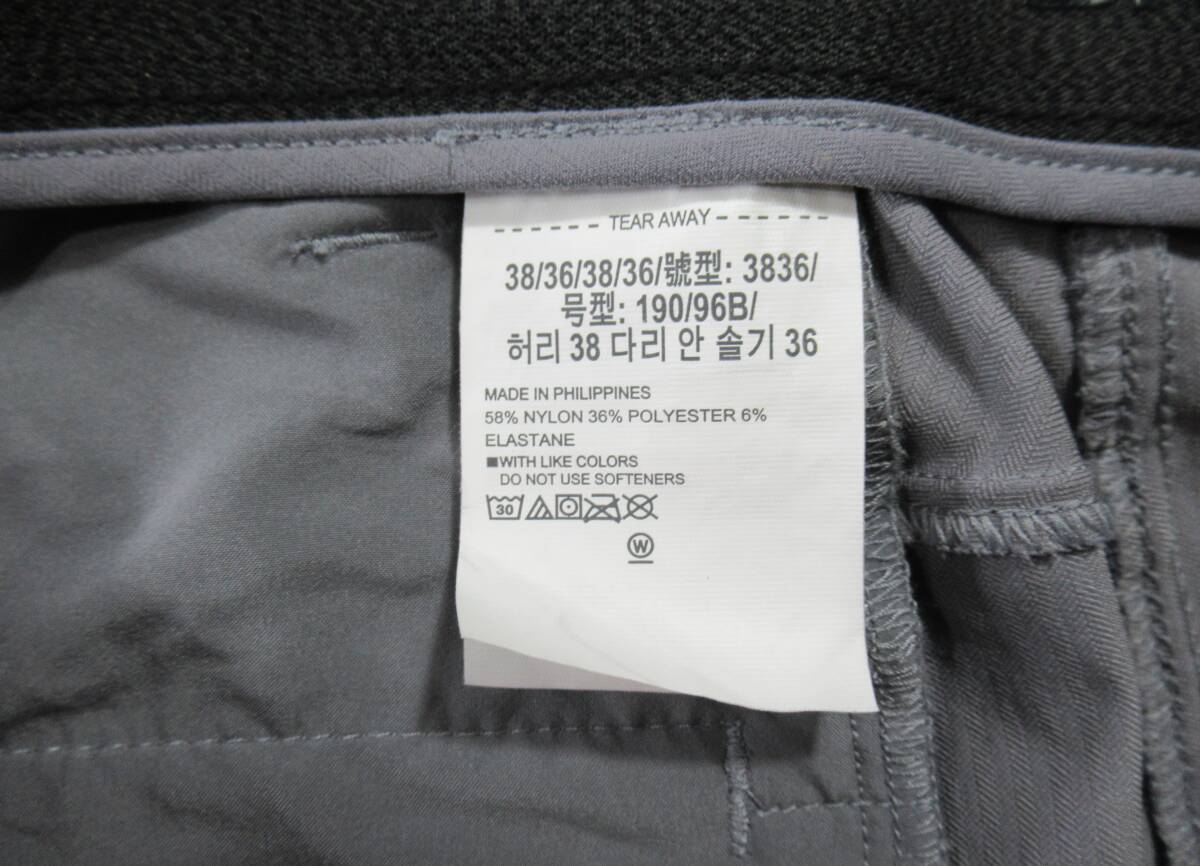 - - - - - - TEAR AWAY - - - - - -
38/36/38/36/號型: 3836/
号型: 190/96B/
허리 38 다리 안 솔기 36
MADE IN PHILIPPINES
58% NYLON 36% POLYESTER 6%
ELASTANE
■WITH LIKE COLORS
DO NOT USE SOFTENERS
30
W